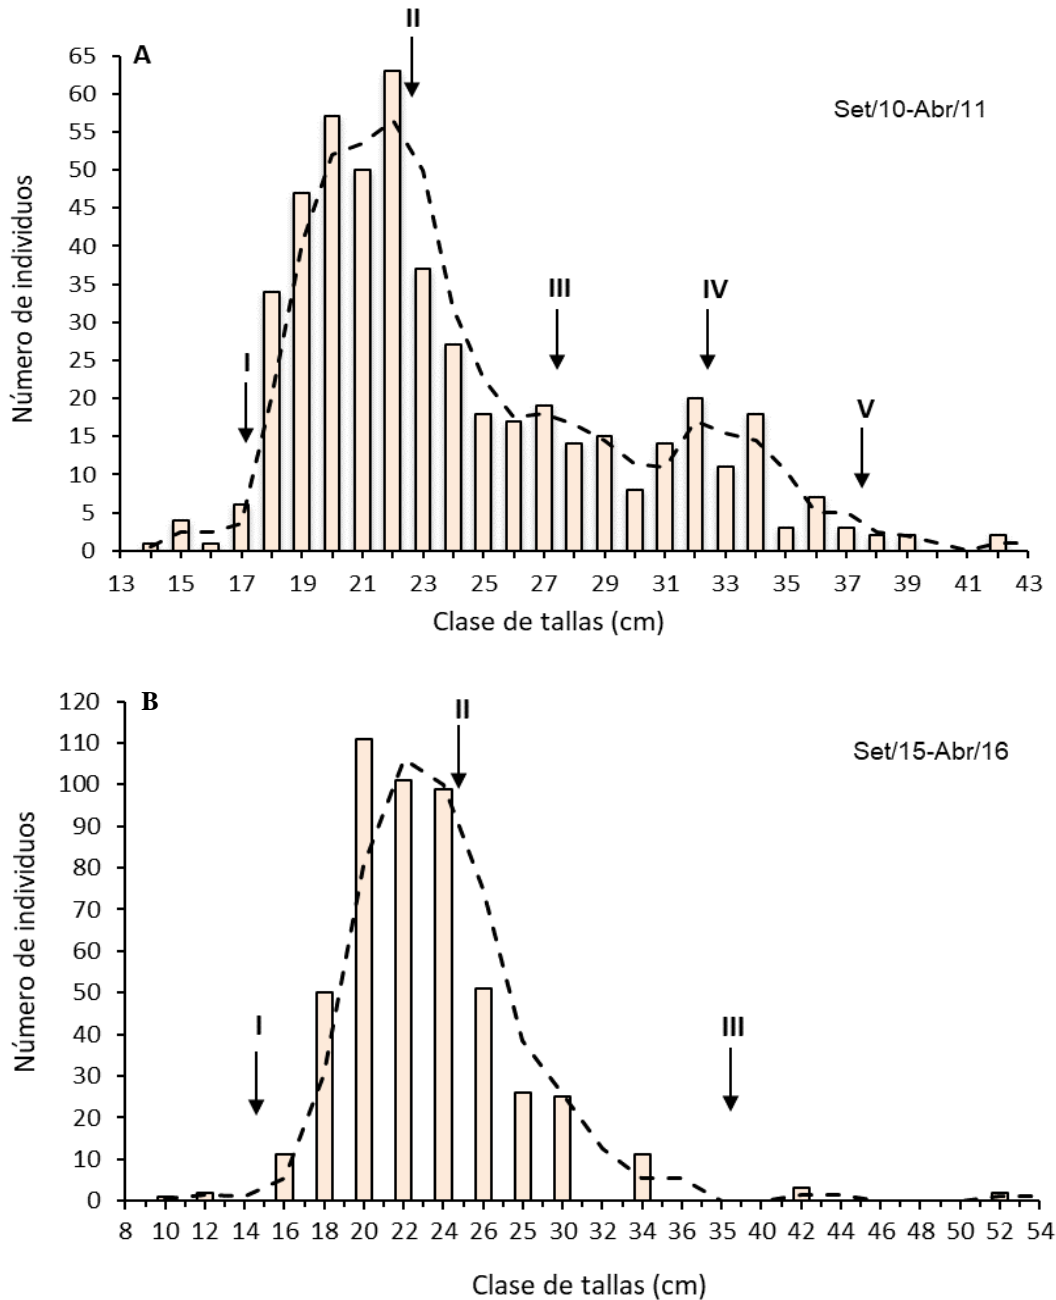 II
A
65
60
55
50
45
40
35
30
25
20
15
10
5
0
Número de individuos
Set/10-Abr/11
I
III
IV
V
13 15 17 19 21 23 25 27 29 31 33 35 37 39 41 43
Clase de tallas (cm)
B
II
120
110
100
90
80
70
60
50
40
30
20
10
0
Número de individuos
Set/15-Abr/16
I
III
8 10 12 14 16 18 20 22 24 26 25 30 32 34 36 35 40 42 44 46 48 50 52 54
Clase de tallas (cm)